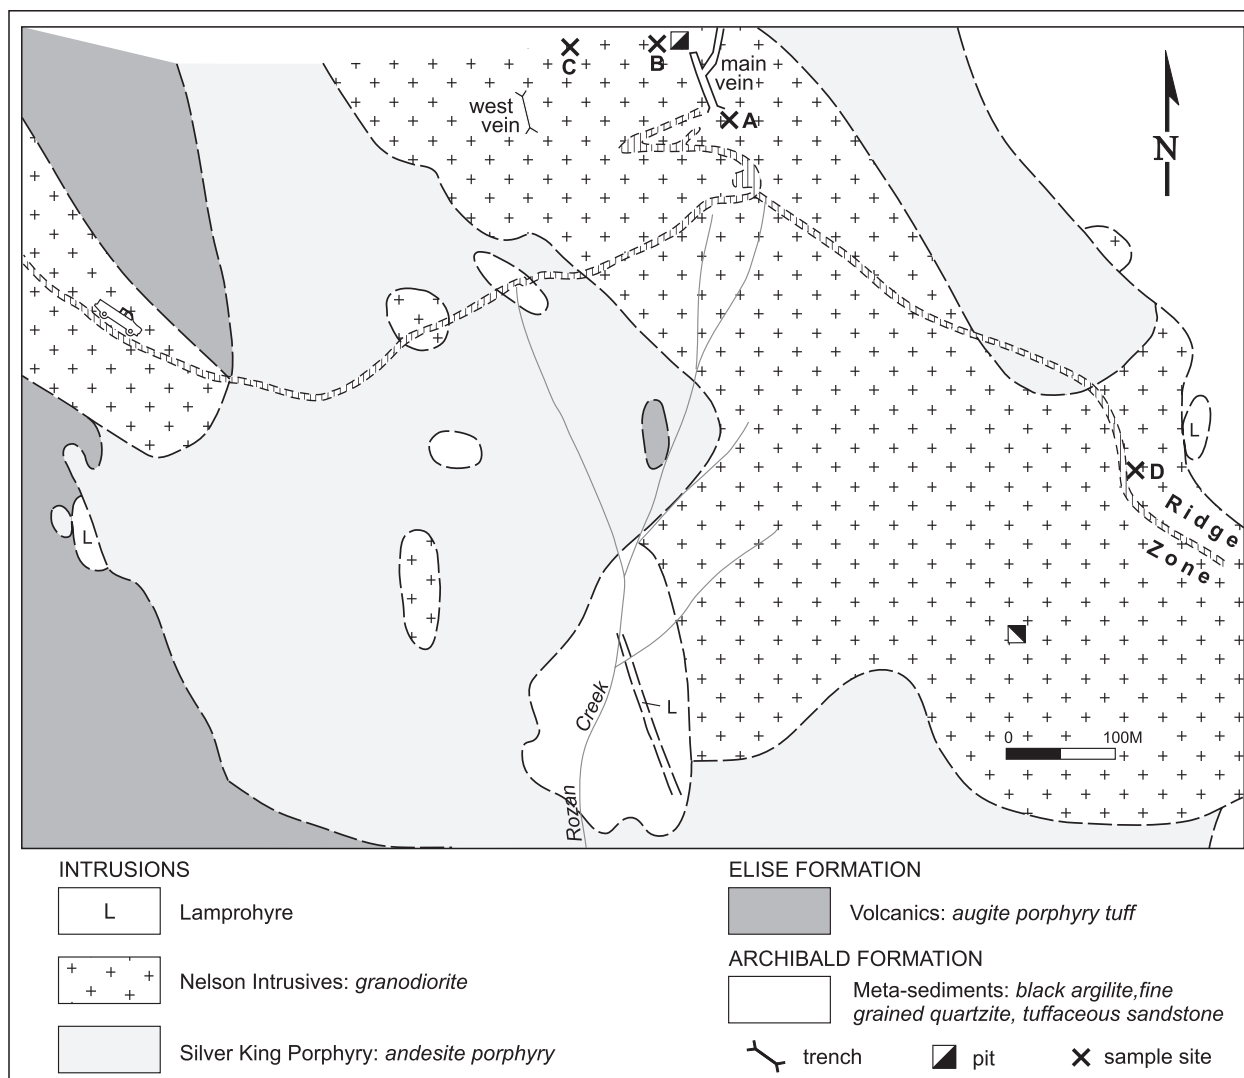 C
B
main
vein
west
vein
A
N
L
D
Ridge
Zone
L
Creek
L
Rozan
0 100M
INTRUSIONS
L Lamprohyre
Nelson Intrusives: granodiorite
Silver King Porphyry: andesite porphyry
ELISE FORMATION
Volcanics: augite porphyry tuff
ARCHIBALD FORMATION
Meta-sediments: black argilite,fine
grained quartzite, tuffaceous sandstone
trench pit sample site